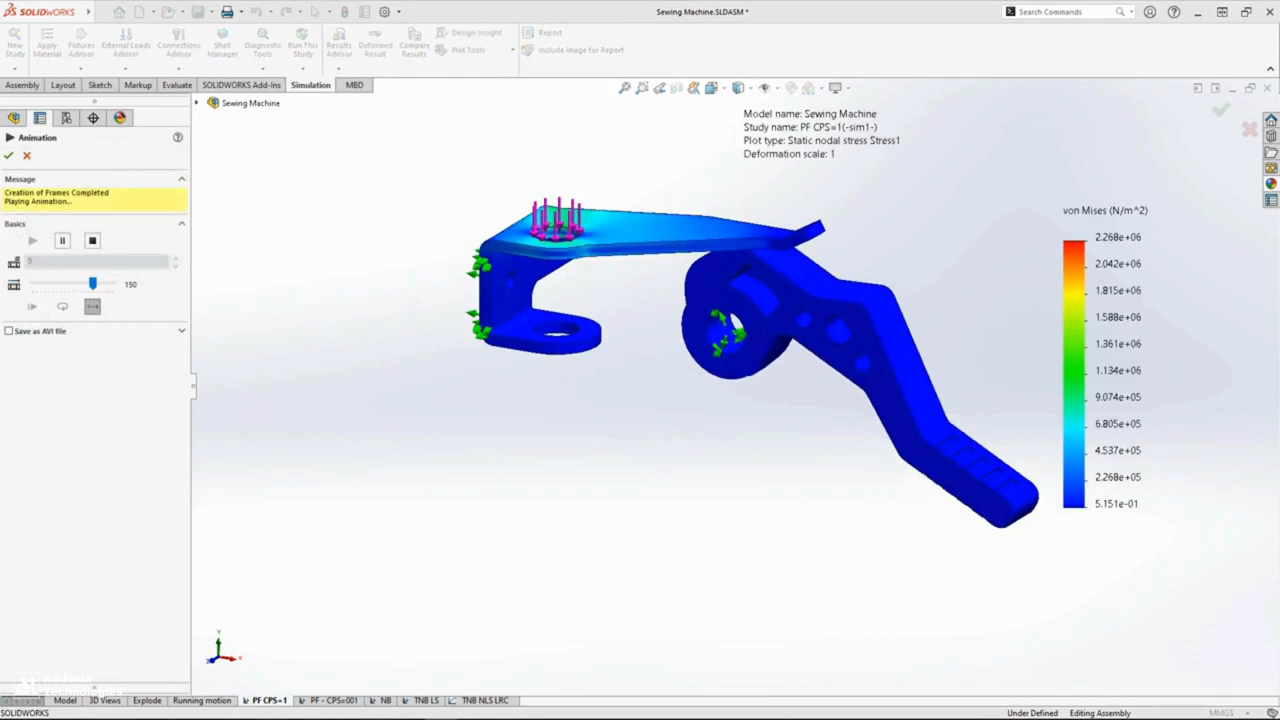 SOLIDWORKS
Sewing Machine.SLDASM *
Search Commands
New Study
Apply Material
Fixtures Advisor
External Loads Advisor
Connections Advisor
Shell Manager
Diagnostic Tools
Run This Study
Results Advisor
Deformed Result
Compare Results
Design Insight
Plot Tools
Report
Include Image for Report
Assembly
Layout
Sketch
Markup
Evaluate
SOLIDWORKS Add-Ins
Simulation
MBD
Sewing Machine
Animation
Message
Creation of Frames Completed
Playing Animation...
Basics
5
150
Save as AVI file
Model name: Sewing Machine
Study name: PF CPS=1(-sim1-)
Plot type: Static nodal stress Stress1
Deformation scale: 1
von Mises (N/m^2)
2.268e+06
2.042e+06
1.815e+06
1.588e+06
1.361e+06
1.134e+06
9.074e+05
6.805e+05
4.537e+05
2.268e+05
5.151e-01
Y
X
Z
Addonix
Technologies
Model
3D Views
Explode
Running motion
PF CPS=1
PF - CPS=001
NB
TNB LS
TNB NLS LRC
SOLIDWORKS
Under Defined
Editing Assembly
MMGS